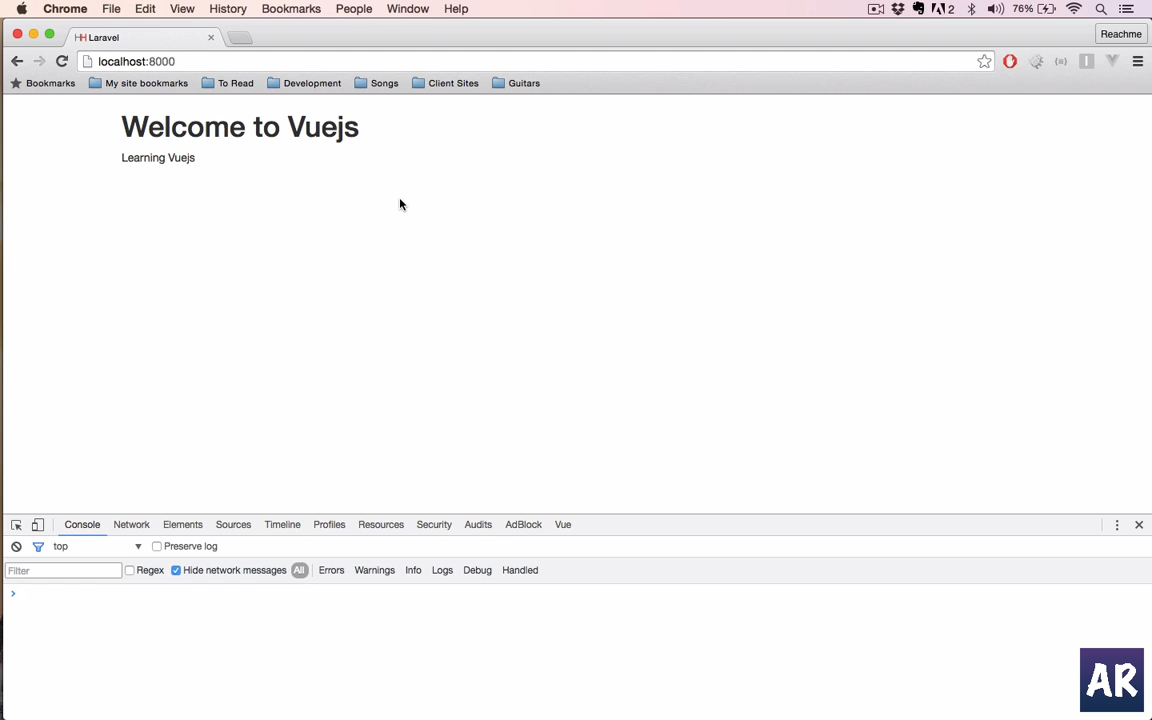 Chrome File Edit View History Bookmarks People Window Help 2 76%
Laravel Reachme
localhost:8000
Bookmarks My site bookmarks To Read Development Songs Client Sites Guitars
Welcome to Vuejs
Learning Vuejs
Console Network Elements Sources Timeline Profiles Resources Security Audits AdBlock Vue
top Preserve log
Filter Regex Hide network messages All Errors Warnings Info Logs Debug Handled
AR